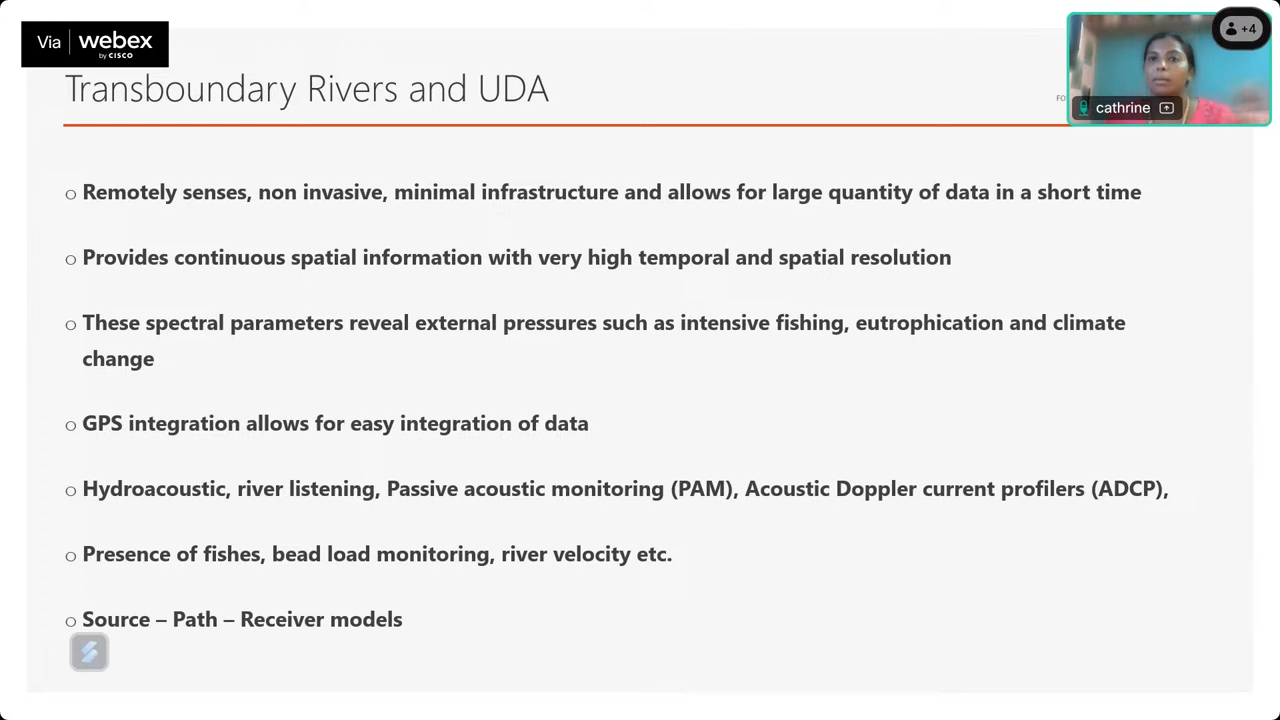 Via webex
by CISCO
+4
Transboundary Rivers and UDA
FO
cathrine
o Remotely senses, non invasive, minimal infrastructure and allows for large quantity of data in a short time
o Provides continuous spatial information with very high temporal and spatial resolution
o These spectral parameters reveal external pressures such as intensive fishing, eutrophication and climate
change
o GPS integration allows for easy integration of data
o Hydroacoustic, river listening, Passive acoustic monitoring (PAM), Acoustic Doppler current profilers (ADCP),
o Presence of fishes, bead load monitoring, river velocity etc.
o Source – Path – Receiver models